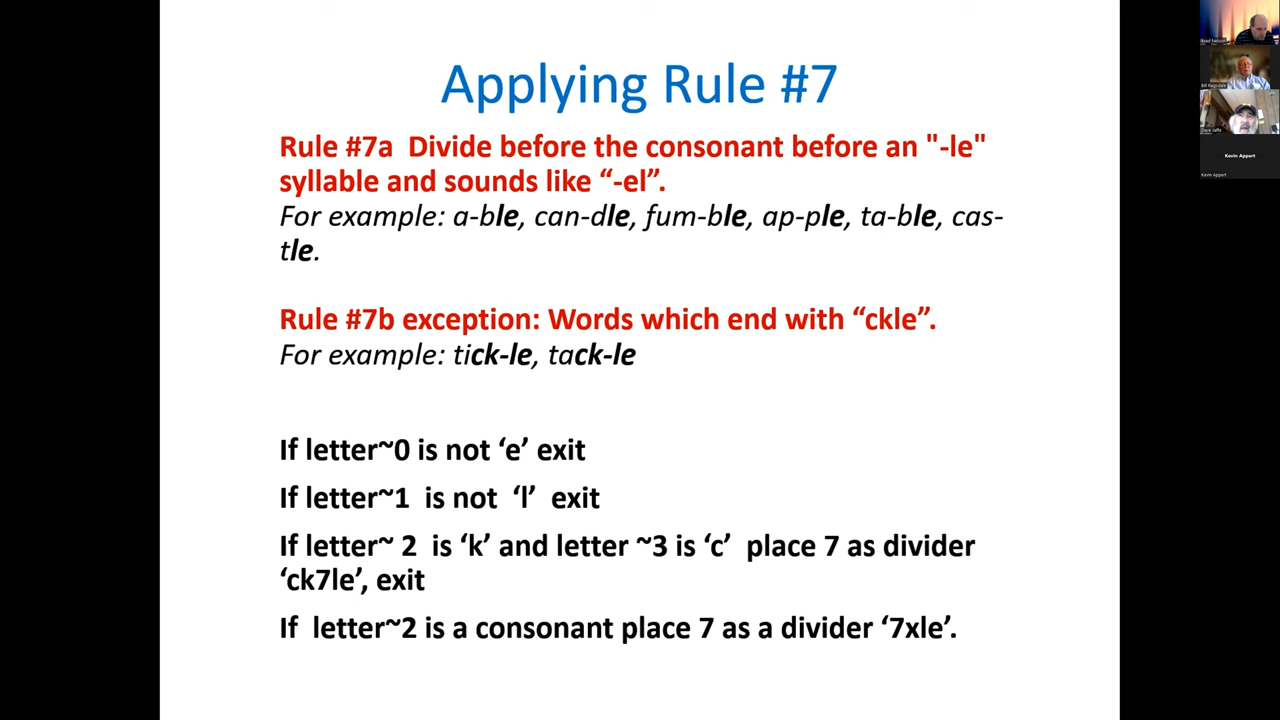 Applying Rule #7
Rule #7a  Divide before the consonant before an "-le"
syllable and sounds like “-el”.
For example: a-ble, can-dle, fum-ble, ap-ple, ta-ble, cas-
tle.
Rule #7b exception: Words which end with “ckle”.
For example: tick-le, tack-le
If letter~0 is not ‘e’ exit
If letter~1  is not  ‘l’  exit
If letter~ 2  is ‘k’ and letter ~3 is ‘c’  place 7 as divider
‘ck7le’, exit
If  letter~2 is a consonant place 7 as a divider ‘7xle’.
Kevin Appert
Kevin Appert